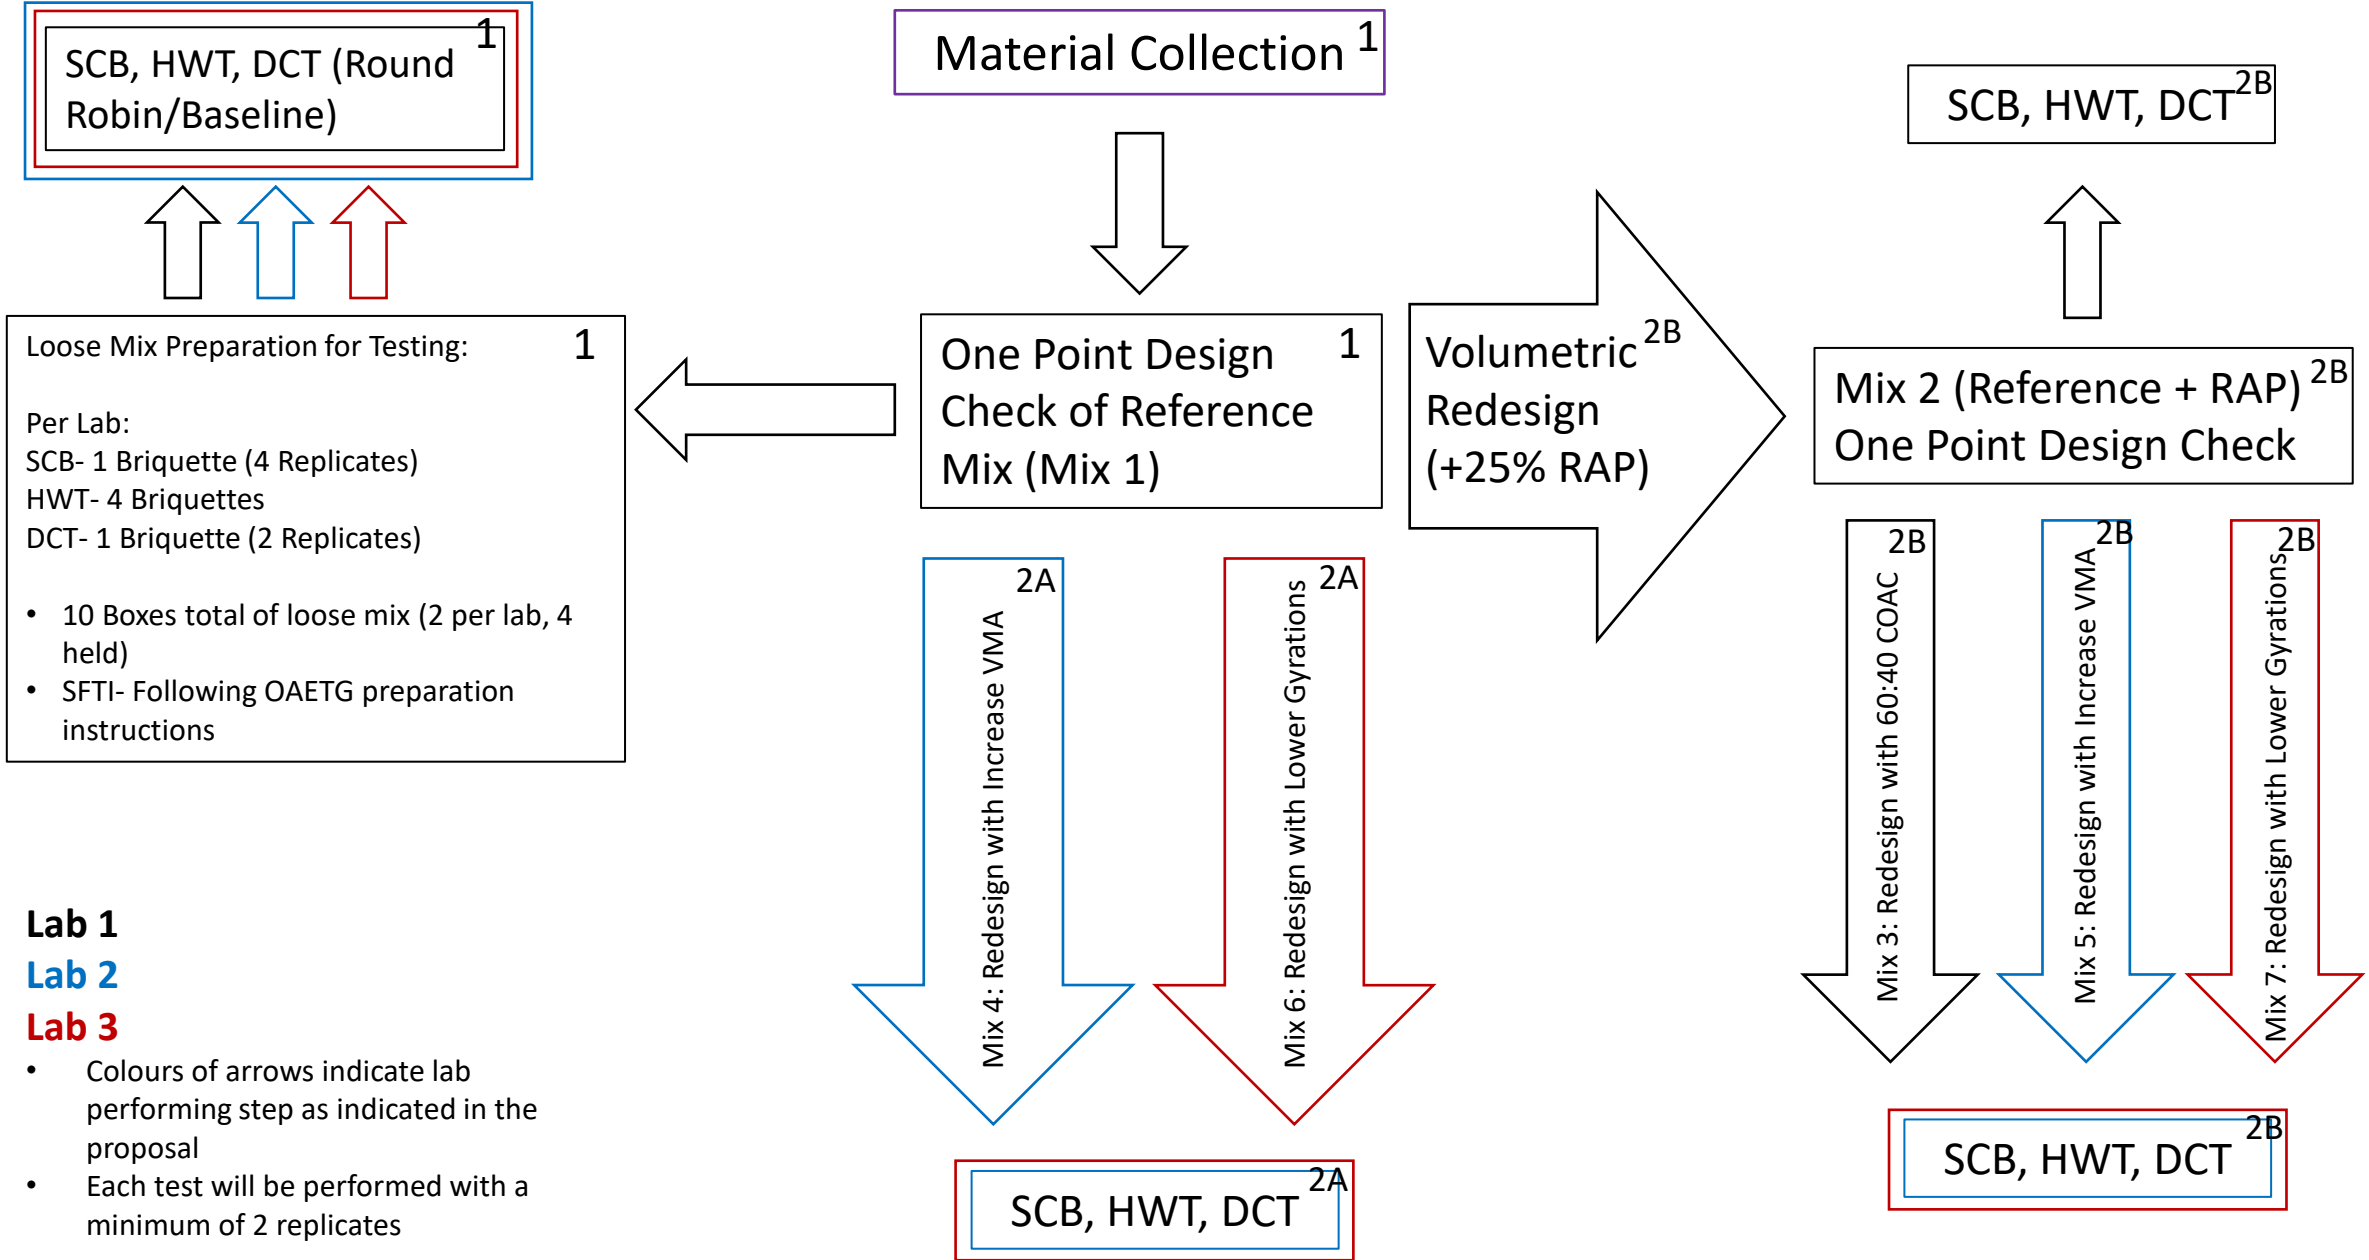 SCB, HWT, DCT (Round
Robin/Baseline)
1
Material Collection 1
SCB, HWT, DCT 2B
Loose Mix Preparation for Testing:
1
Per Lab:
SCB- 1 Briquette (4 Replicates)
HWT- 4 Briquettes
DCT- 1 Briquette (2 Replicates)
• 10 Boxes total of loose mix (2 per lab, 4
held)
• SFTI- Following OAETG preparation
instructions
One Point Design
Check of Reference
Mix (Mix 1)
1
Volumetric 2B
Redesign
(+25% RAP)
Mix 2 (Reference + RAP) 2B
One Point Design Check
2A
Mix 4: Redesign with Increase VMA
2A
Mix 6: Redesign with Lower Gyrations
2B
Mix 3: Redesign with 60:40 COAC
2B
Mix 5: Redesign with Increase VMA
2B
Mix 7: Redesign with Lower Gyrations
SCB, HWT, DCT 2A
SCB, HWT, DCT 2B
Lab 1
Lab 2
Lab 3
• Colours of arrows indicate lab
performing step as indicated in the
proposal
• Each test will be performed with a
minimum of 2 replicates